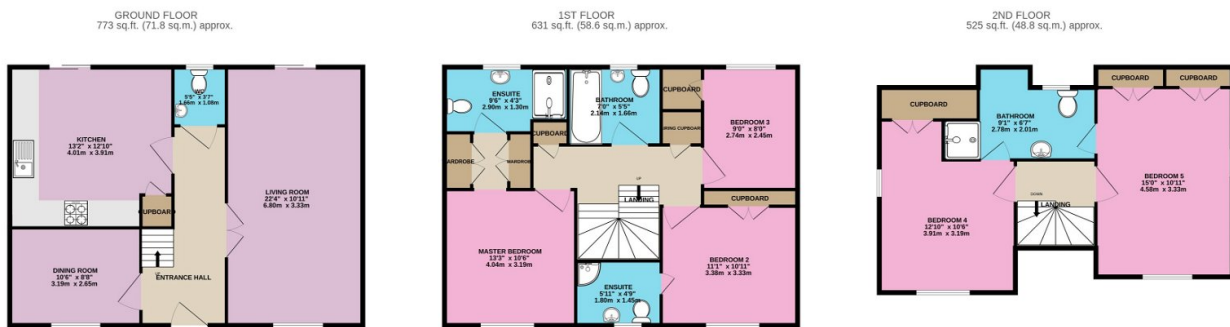 GROUND FLOOR
773 sq.ft. (71.8 sq.m.) approx.
KITCHEN
13'2" x 12'10"
4.01m x 3.91m
WC
5'5" x 3'7"
1.66m x 1.08m
LIVING ROOM
22'4" x 10'11"
6.80m x 3.33m
CUPBOARD
DINING ROOM
10'6" x 8'8"
3.19m x 2.65m
UP
ENTRANCE HALL
1ST FLOOR
631 sq.ft. (58.6 sq.m.) approx.
ENSUITE
9'6" x 4'3"
2.90m x 1.30m
BATHROOM
7'0" x 5'5"
2.14m x 1.66m
CUPBOARD
BEDROOM 3
9'0" x 8'0"
2.74m x 2.45m
CUPBOARD
IRING CUPBOARD
WARDROBE
WARDROBE
UP
LANDING
CUPBOARD
MASTER BEDROOM
13'3" x 10'6"
4.04m x 3.19m
BEDROOM 2
11'1" x 10'11"
3.38m x 3.33m
ENSUITE
5'11" x 4'9"
1.80m x 1.45m
2ND FLOOR
525 sq.ft. (48.8 sq.m.) approx.
CUPBOARD
CUPBOARD
CUPBOARD
BATHROOM
9'1" x 6'7"
2.78m x 2.01m
BEDROOM 5
15'0" x 10'11"
4.58m x 3.33m
DOWN
LANDING
BEDROOM 4
12'10" x 10'6"
3.91m x 3.19m